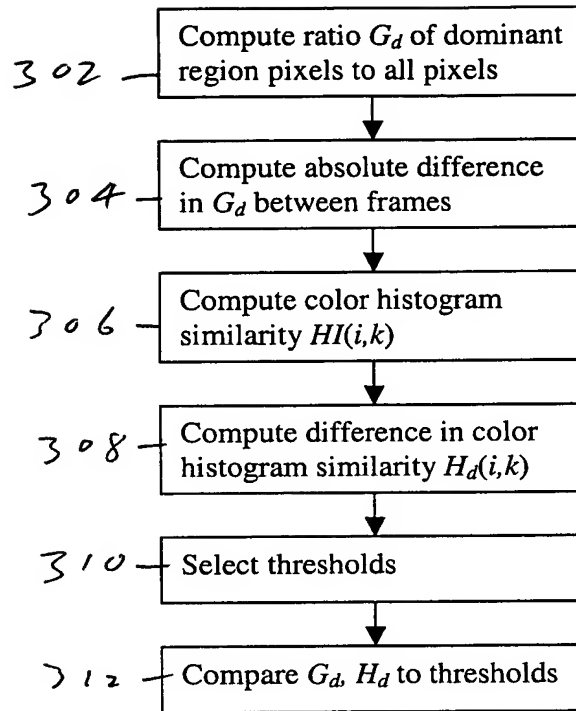 302
Compute ratio G_d of dominant
region pixels to all pixels
304
Compute absolute difference
in G_d between frames
306
Compute color histogram
similarity HI(i,k)
308
Compute difference in color
histogram similarity H_d(i,k)
310
Select thresholds
312
Compare G_d, H_d to thresholds